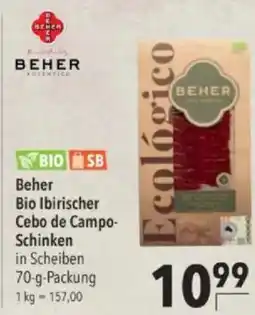 BEHER
BEHER
BIO SB
Beher
Bio Ibirischer
Cebo de Campo-
Schinken
in Scheiben
70-g-Packung
1 kg = 157,00
Ecológico
BEHER
10.99